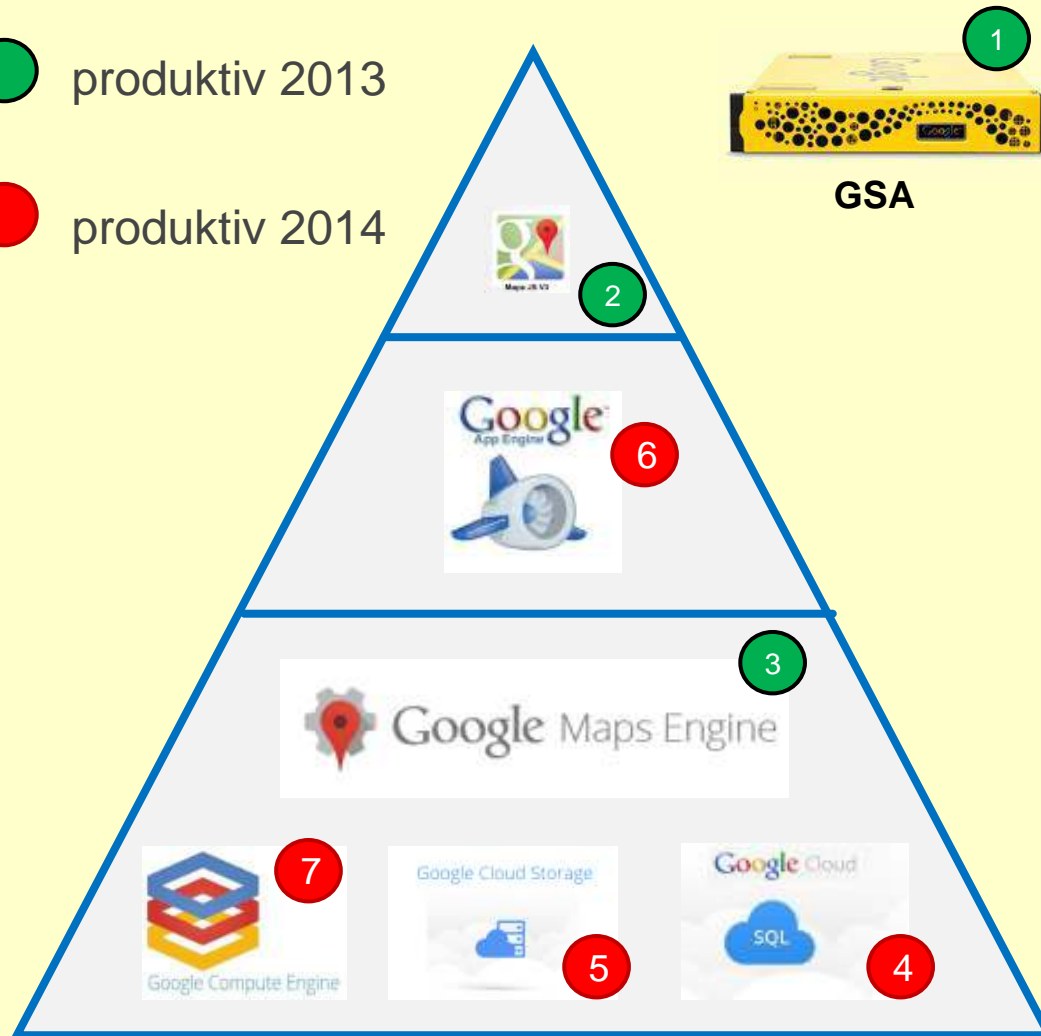 1
produktiv 2013
Google
Google
GSA
produktiv 2014
Maps JS V3
2
Google
App Engine
6
3
Google Maps Engine
7
Google Compute Engine
Google Cloud Storage
5
Google Cloud
SQL
4